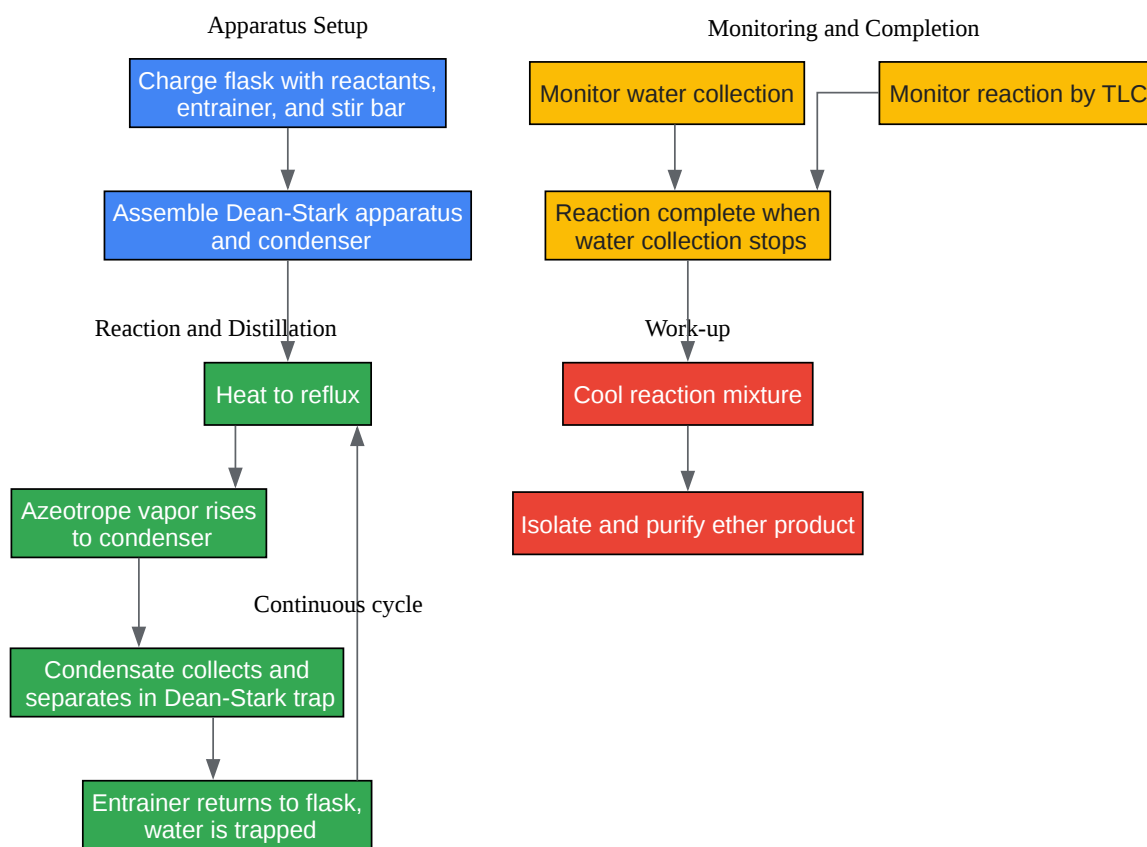 Apparatus Setup
Charge flask with reactants,
entrainer, and stir bar
Assemble Dean-Stark apparatus
and condenser
Reaction and Distillation
Heat to reflux
Azeotrope vapor rises
to condenser
Continuous cycle
Condensate collects and
separates in Dean-Stark trap
Entrainer returns to flask,
water is trapped
Monitoring and Completion
Monitor water collection
Monitor reaction by TLC
Reaction complete when
water collection stops
Work-up
Cool reaction mixture
Isolate and purify ether product